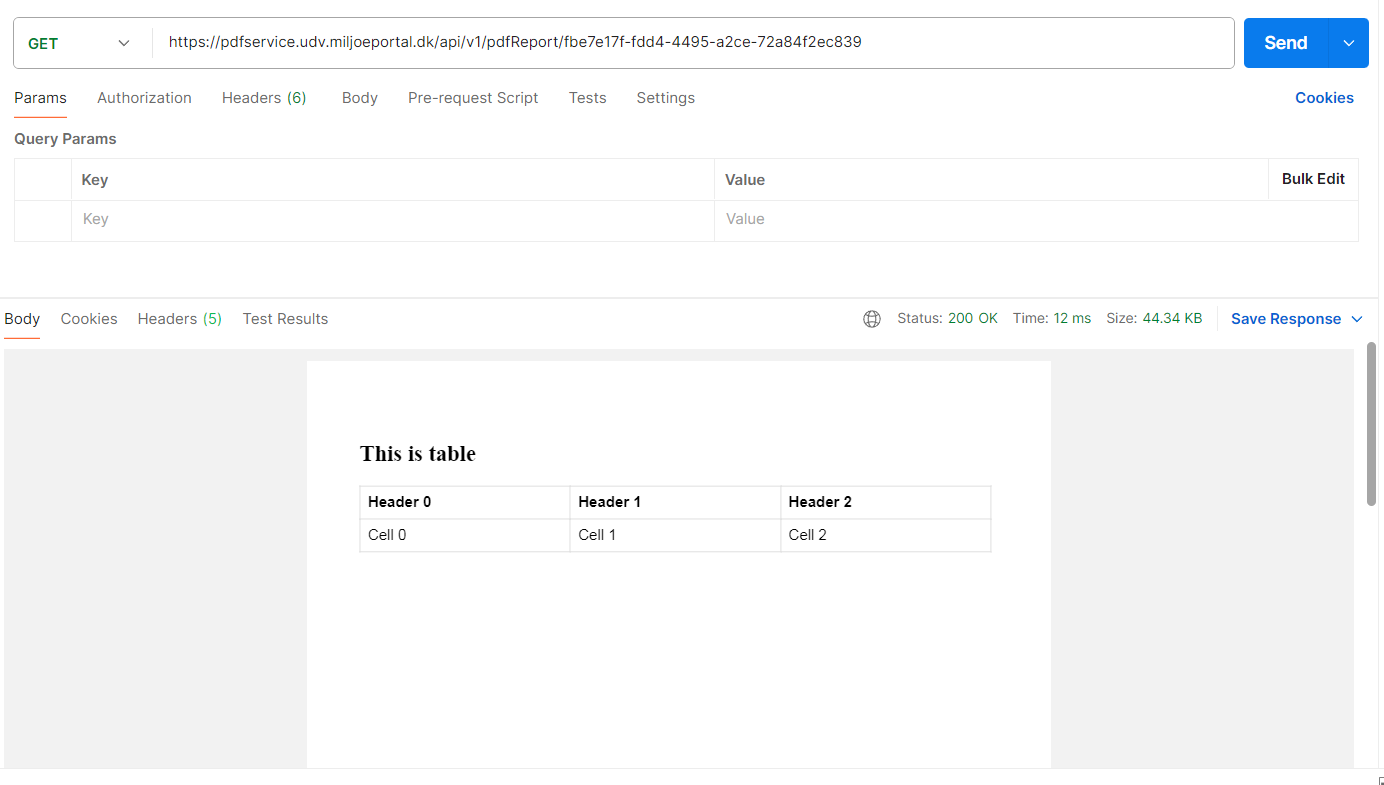 GET https://pdfservice.udv.miljoeportal.dk/api/v1/pdfReport/fbe7e17f-fdd4-4495-a2ce-72a84f2ec839 Send
Params Authorization Headers (6) Body Pre-request Script Tests Settings Cookies
Query Params
Key Value Bulk Edit
Key Value
Body Cookies Headers (5) Test Results Status: 200 OK Time: 12 ms Size: 44.34 KB Save Response
This is table
Header 0 Header 1 Header 2
Cell 0 Cell 1 Cell 2